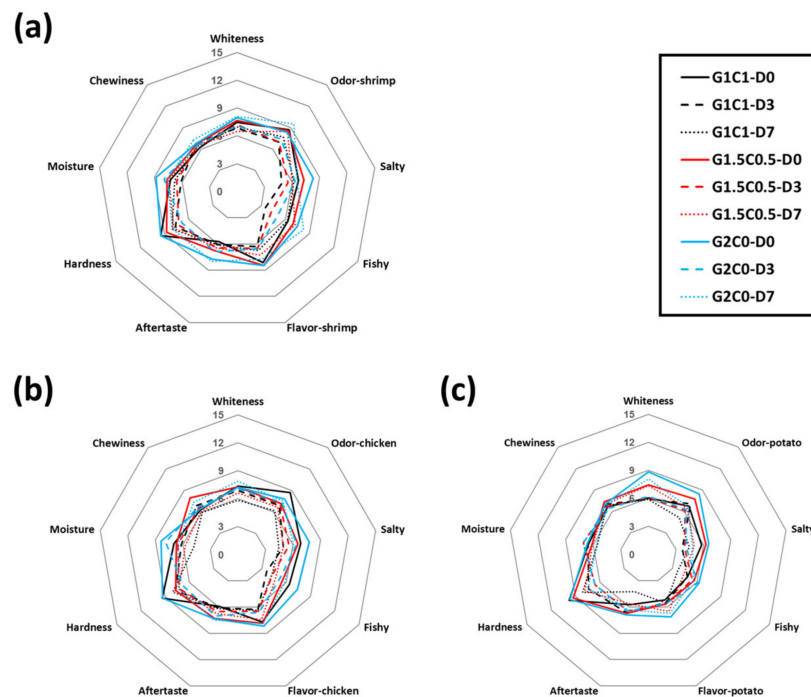 (a)
Whiteness
15
Chewiness
12
Odor-shrimp
9
6
3
Moisture
0
Salty
Hardness
Fishy
Aftertaste
Flavor-shrimp
G1C1-D0
G1C1-D3
G1C1-D7
G1.5C0.5-D0
G1.5C0.5-D3
G1.5C0.5-D7
G2C0-D0
G2C0-D3
G2C0-D7
(b)
Whiteness
15
Chewiness
12
Odor-chicken
9
6
3
Moisture
0
Salty
Hardness
Fishy
Aftertaste
Flavor-chicken
(c)
Whiteness
15
Chewiness
12
Odor-potato
9
6
3
Moisture
0
Salty
Hardness
Fishy
Aftertaste
Flavor-potato